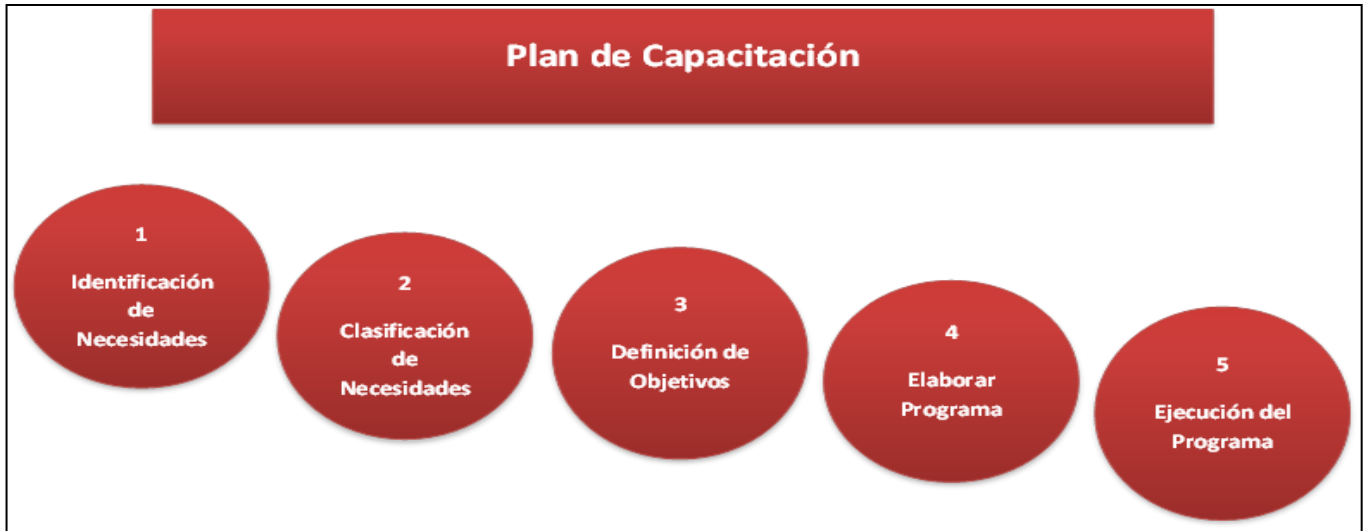 Plan de Capacitación
1
Identificación
de
Necesidades
2
Clasificación
de
Necesidades
3
Definición de
Objetivos
4
Elaborar
Programa
5
Ejecución del
Programa